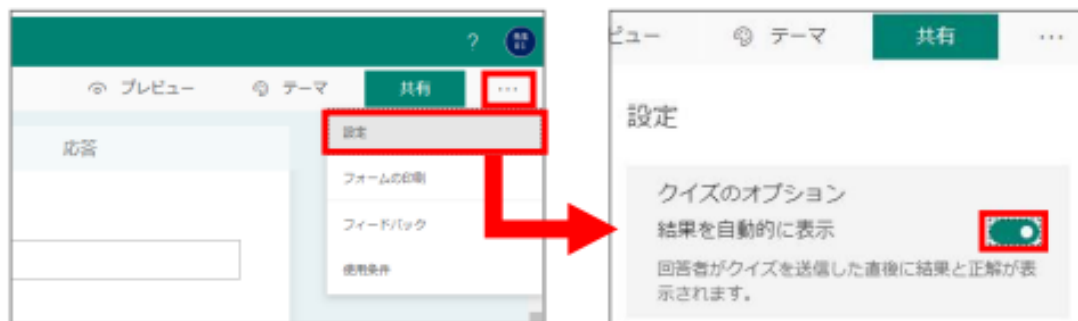 ?
プレビュー
テーマ
共有
...
応答
設定
フォームの印刷
フィードバック
使用条件
ビュー
テーマ
共有
...
設定
クイズのオプション
結果を自動的に表示
回答者がクイズを送信した直後に結果と正解が表
示されます。